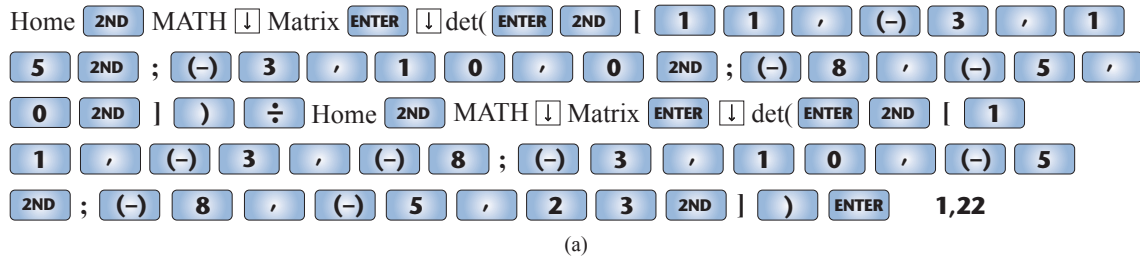 Home 2ND MATH ↓ Matrix ENTER ↓ det( ENTER 2ND [ 1 1 , (–) 3 , 1
5 2ND ; (–) 3 , 1 0 , 0 2ND ; (–) 8 , (–) 5 ,
0 2ND ] ) ÷ Home 2ND MATH ↓ Matrix ENTER ↓ det( ENTER 2ND [ 1
1 , (–) 3 , (–) 8 ; (–) 3 , 1 0 , (–) 5
2ND ; (–) 8 , (–) 5 , 2 3 2ND ] ) ENTER 1,22
(a)